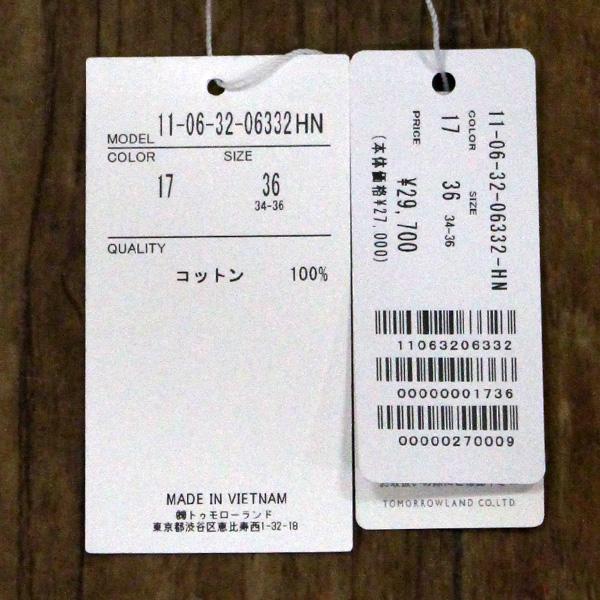 MODEL 11-06-32-06332HN
COLOR SIZE
17 36
34-36
QUALITY
コットン 100%
MADE IN VIETNAM
㈱トゥモローランド
東京都渋谷区恵比寿西1-32-18
11-06-32-06332-HN
COLOR SIZE
17 36 34-36
PRICE ¥29,700
(本体価格¥27,000)
11063206332
00000001736
00000270009
TOMORROWLAND CO.,LTD.